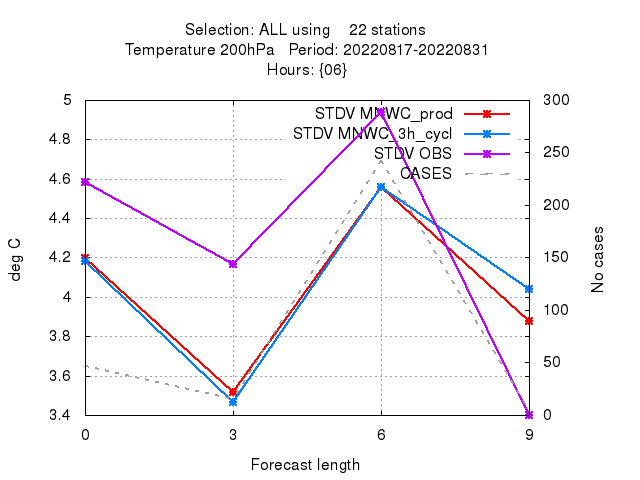 Selection: ALL using    22 stations
Temperature 200hPa   Period: 20220817-20220831
Hours: {06}
5
4.8
4.6
4.4
4.2
4
3.8
3.6
3.4
deg C
300
250
200
150
100
50
0
No cases
STDV MNWC_prod
STDV MNWC_3h_cycl
STDV OBS
CASES
0 3 6 9
Forecast length